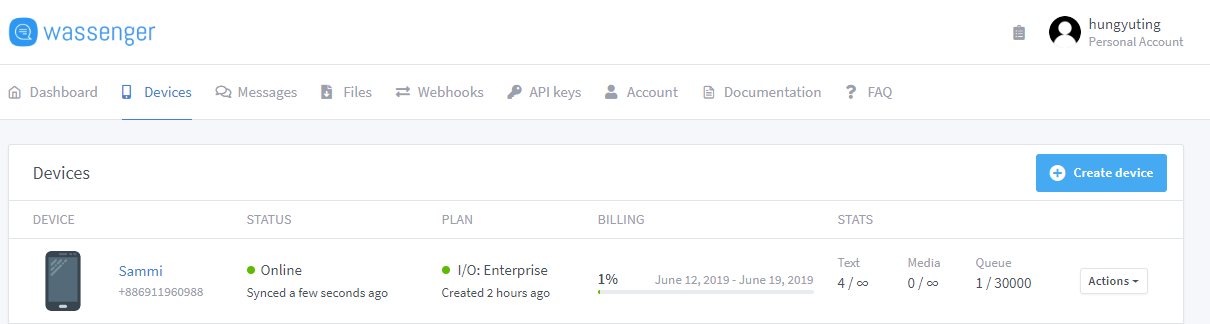 wassenger
hungyuting
Personal Account
Dashboard Devices Messages Files Webhooks API keys Account Documentation FAQ
Devices
Create device
DEVICE STATUS PLAN BILLING STATS
Sammi
+886911960988
Online
Synced a few seconds ago
I/O: Enterprise
Created 2 hours ago
1% June 12, 2019 - June 19, 2019
Text Media Queue
4 / ∞ 0 / ∞ 1 / 30000
Actions